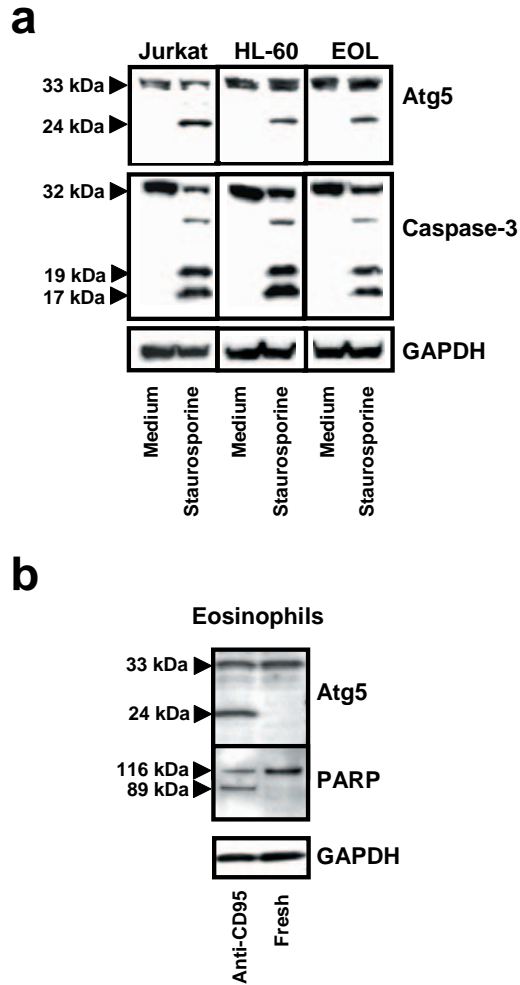 a
Jurkat HL-60 EOL
33 kDa
Atg5
24 kDa
32 kDa
Caspase-3
19 kDa
17 kDa
GAPDH
Medium
Staurosporine
Medium
Staurosporine
Medium
Staurosporine
b
Eosinophils
33 kDa
Atg5
24 kDa
116 kDa
PARP
89 kDa
GAPDH
Anti-CD95
Fresh